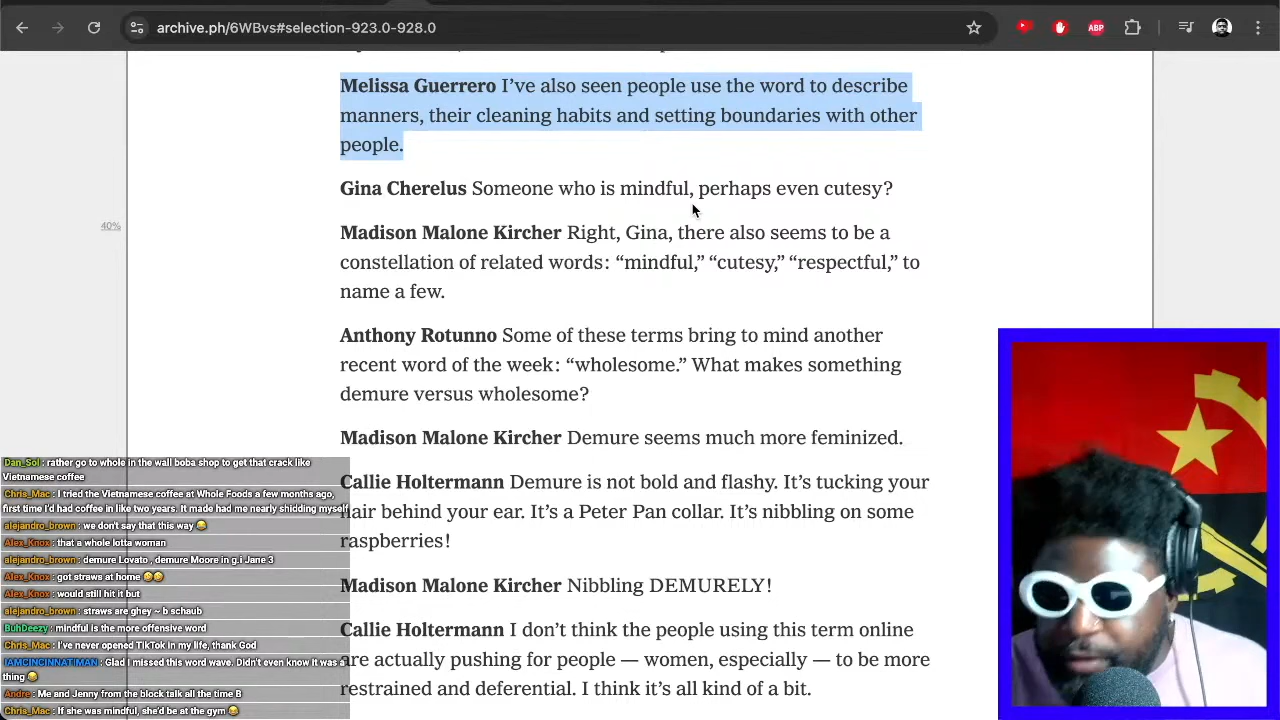 archive.ph/6WBvs#selection-923.0-928.0
ABP
Melissa Guerrero I’ve also seen people use the word to describe
manners, their cleaning habits and setting boundaries with other
people.
Gina Cherelus Someone who is mindful, perhaps even cutesy?
40%
Madison Malone Kircher Right, Gina, there also seems to be a
constellation of related words: “mindful,” “cutesy,” “respectful,” to
name a few.
Anthony Rotunno Some of these terms bring to mind another
recent word of the week: “wholesome.” What makes something
demure versus wholesome?
Madison Malone Kircher Demure seems much more feminized.
Callie Holtermann Demure is not bold and flashy. It’s tucking your
hair behind your ear. It’s a Peter Pan collar. It’s nibbling on some
raspberries!
Madison Malone Kircher Nibbling DEMURELY!
Callie Holtermann I don’t think the people using this term online
are actually pushing for people — women, especially — to be more
restrained and deferential. I think it’s all kind of a bit.
Dan_Sol : rather go to whole in the wall boba shop to get that crack like
Vietnamese coffee
Chris_Mac : I tried the Vietnamese coffee at Whole Foods a few months ago,
first time I'd had coffee in like two years. It made had me nearly shidding myself
alejandro_brown : we don't say that this way 😂
Alex_Knox : that a whole lotta woman
alejandro_brown : demure Lovato , demure Moore in g.i Jane 3
Alex_Knox : got straws at home 🤣🤣
Alex_Knox : would still hit it but
alejandro_brown : straws are ghey ~ b schaub
BuhDeezy : mindful is the more offensive word
Chris_Mac : I've never opened TikTok in my life, thank God
IAMCINCINNATIMAN : Glad i missed this word wave. Didn't even know it was a
thing 😂
Andre : Me and Jenny from the block talk all the time B
Chris_Mac : If she was mindful, she'd be at the gym 😂